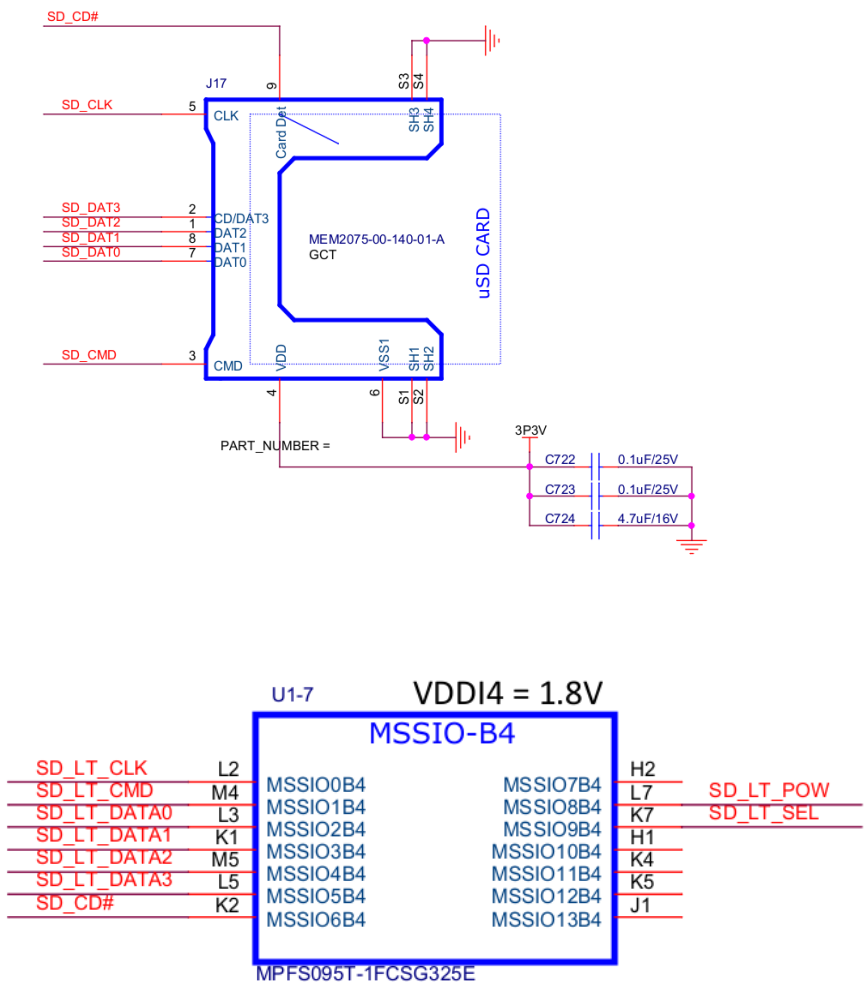 SD_CD#
J17
9
S3
S4
SD_CLK
5
CLK
Card Det
SH3
SH4
SD_DAT3
2
CD/DAT3
SD_DAT2
1
DAT2
SD_DAT1
8
DAT1
SD_DAT0
7
DAT0
MEM2075-00-140-01-A
GCT
uSD CARD
SD_CMD
3
CMD
VDD
VSS1
SH1
SH2
4
6
S1
S2
PART_NUMBER =
3P3V
C722 0.1uF/25V
C723 0.1uF/25V
C724 4.7uF/16V
U1-7
VDDI4 = 1.8V
MSSIO-B4
SD_LT_CLK L2 MSSIO0B4 MSSIO7B4 H2
SD_LT_CMD M4 MSSIO1B4 MSSIO8B4 L7 SD_LT_POW
SD_LT_DATA0 L3 MSSIO2B4 MSSIO9B4 K7 SD_LT_SEL
SD_LT_DATA1 K1 MSSIO3B4 MSSIO10B4 H1
SD_LT_DATA2 M5 MSSIO4B4 MSSIO11B4 K4
SD_LT_DATA3 L5 MSSIO5B4 MSSIO12B4 K5
SD_CD# K2 MSSIO6B4 MSSIO13B4 J1
MPFS095T-1FCSG325E